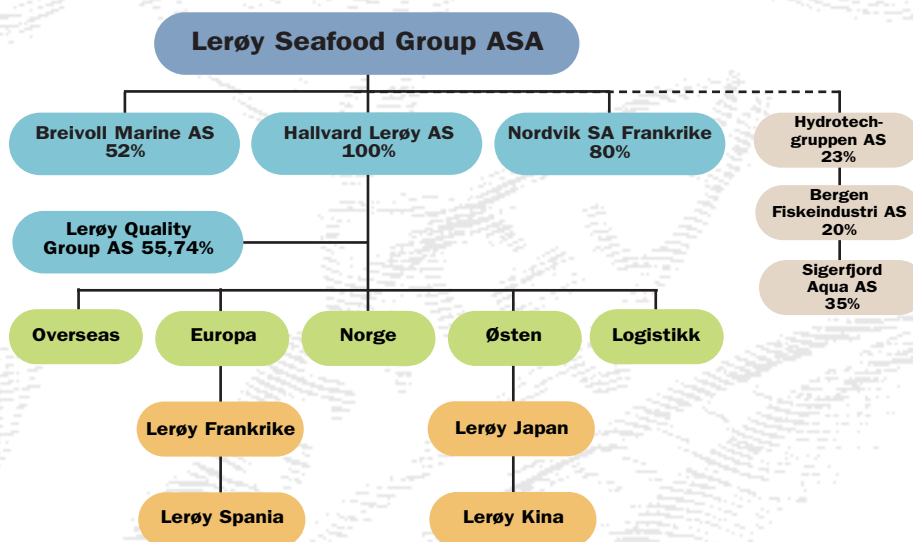 Lerøy Seafood Group ASA
Breivoll Marine AS
52%
Hallvard Lerøy AS
100%
Nordvik SA Frankrike
80%
Hydrotech-
gruppen AS
23%
Bergen
Fiskeindustri AS
20%
Sigerfjord
Aqua AS
35%
Lerøy Quality
Group AS 55,74%
Overseas
Europa
Norge
Østen
Logistikk
Lerøy Frankrike
Lerøy Japan
Lerøy Spania
Lerøy Kina